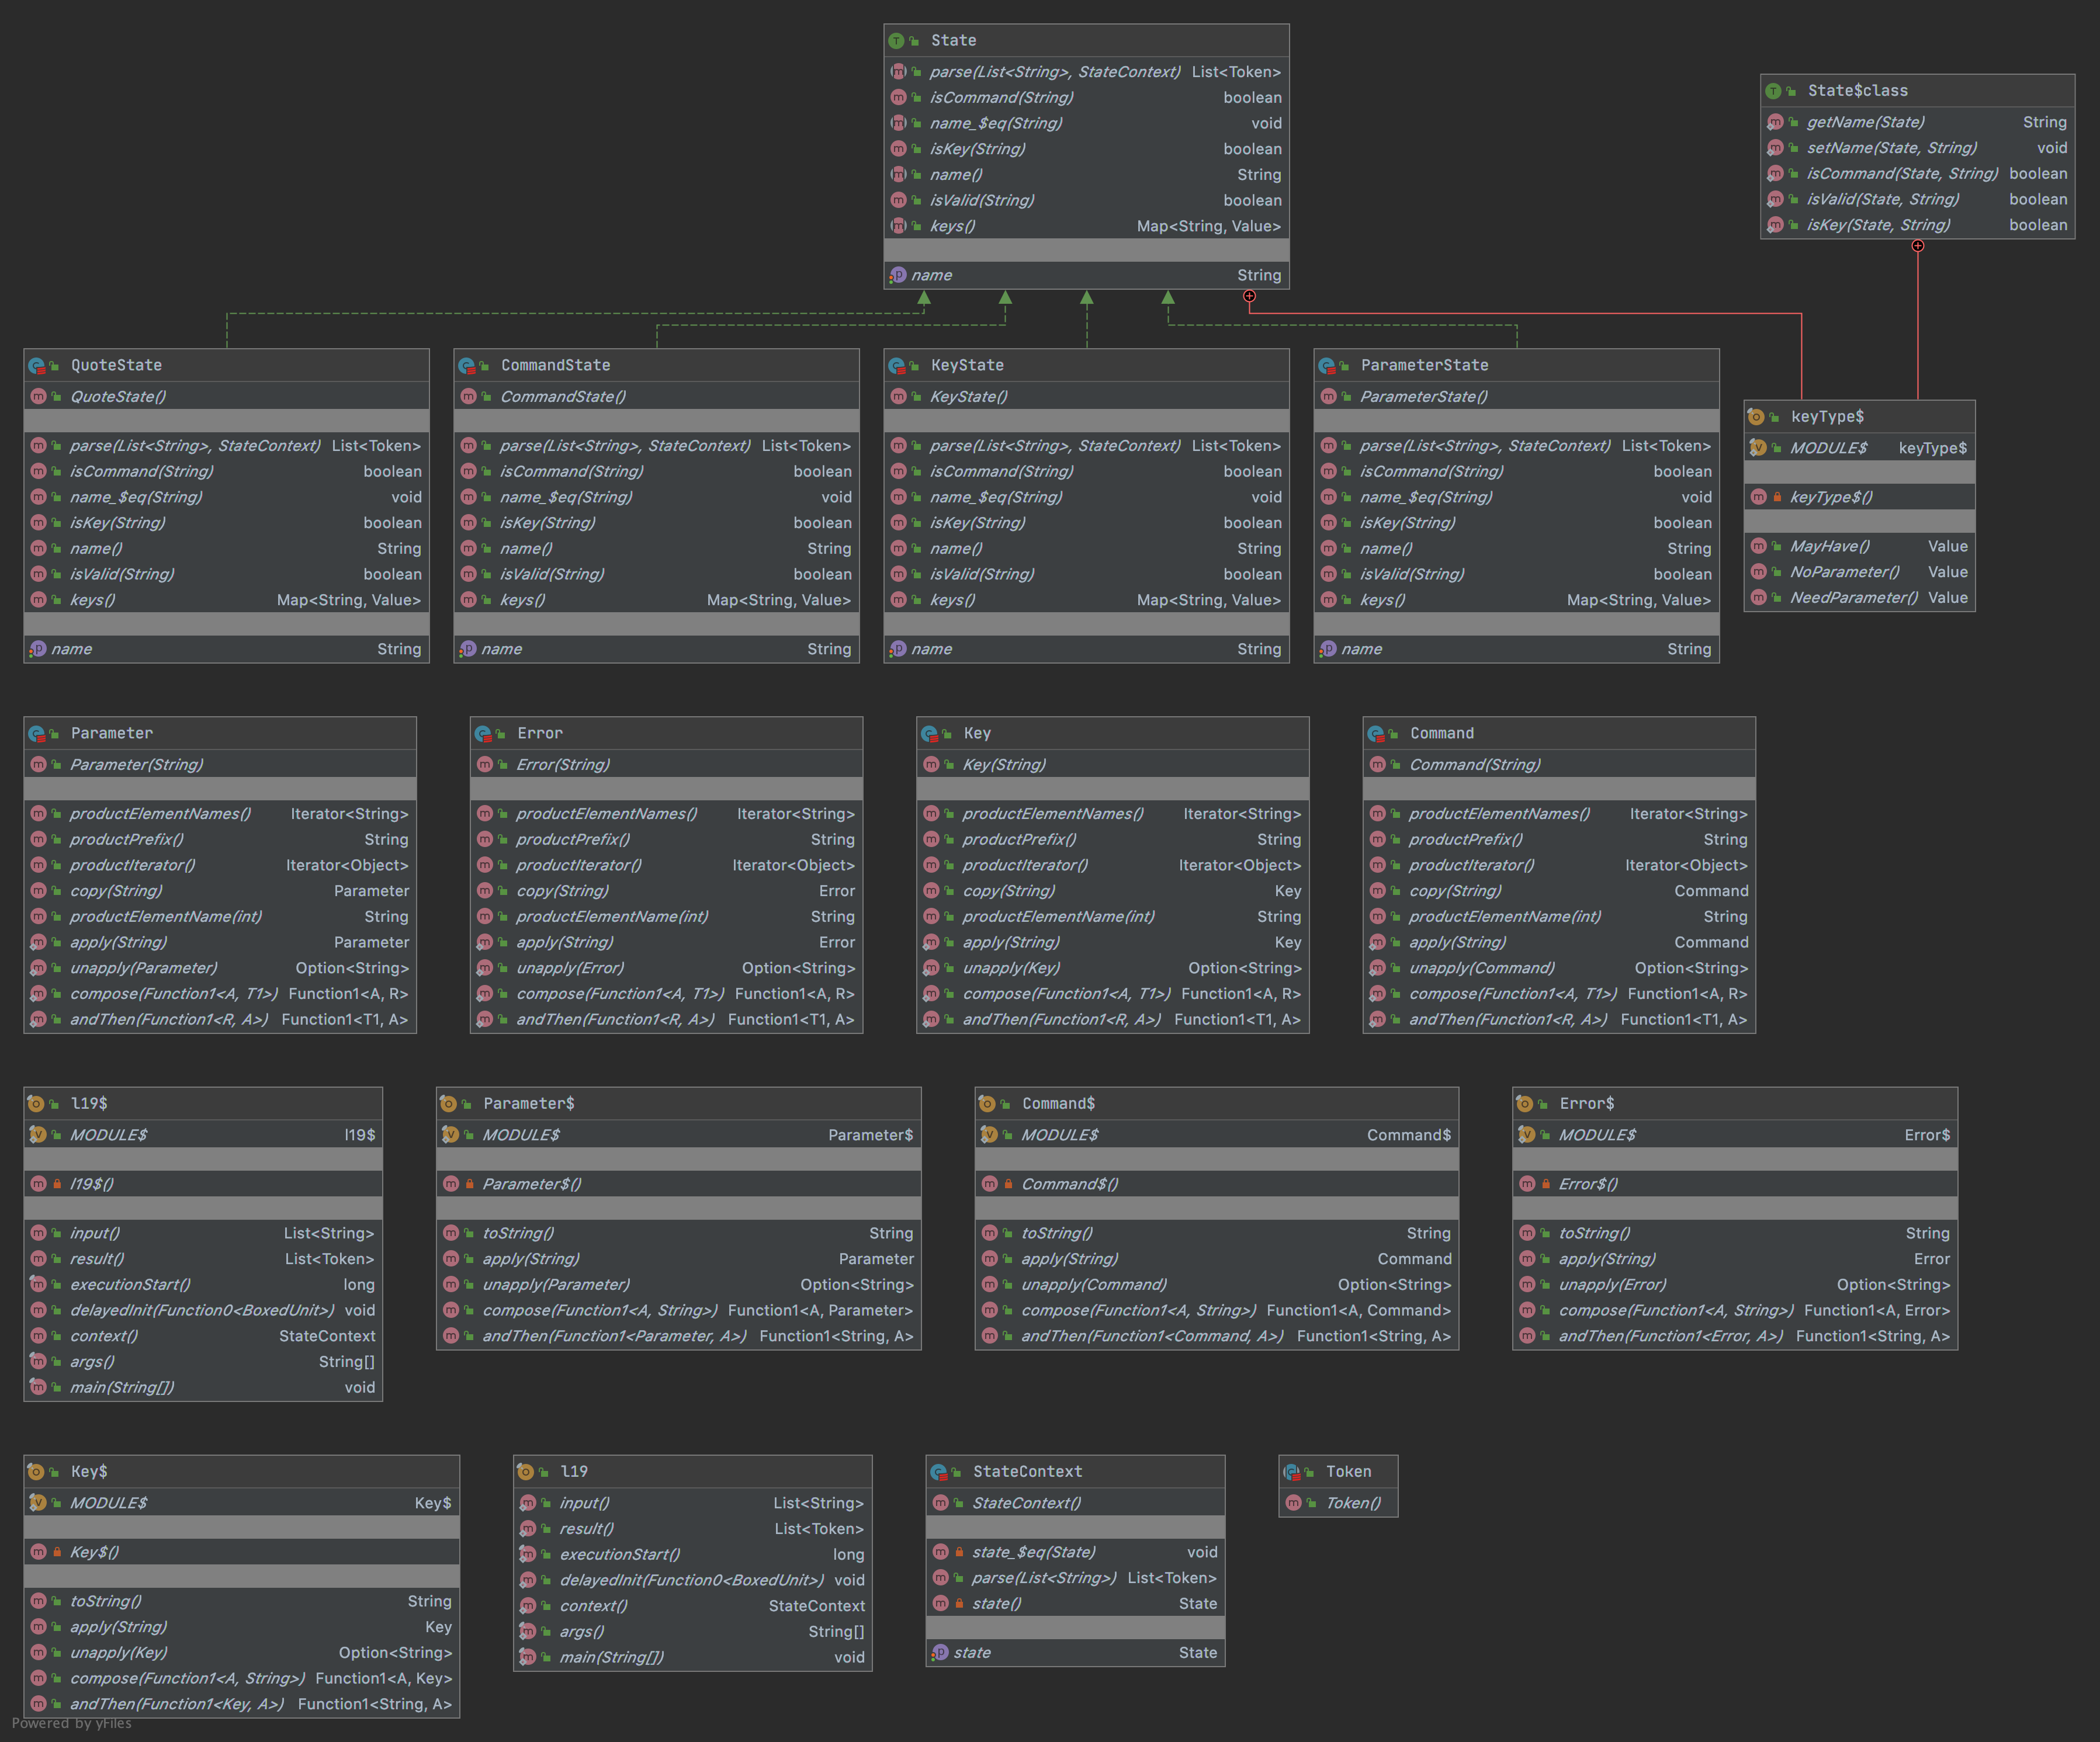 State
parse(List<String>, StateContext) List<Token>
isCommand(String) boolean
name_$eq(String) void
isKey(String) boolean
name() String
isValid(String) boolean
keys() Map<String, Value>
name String
State$class
getName(State) String
setName(State, String) void
isCommand(State, String) boolean
isValid(State, String) boolean
isKey(State, String) boolean
QuoteState
QuoteState()
parse(List<String>, StateContext) List<Token>
isCommand(String) boolean
name_$eq(String) void
isKey(String) boolean
name() String
isValid(String) boolean
keys() Map<String, Value>
name String
CommandState
CommandState()
parse(List<String>, StateContext) List<Token>
isCommand(String) boolean
name_$eq(String) void
isKey(String) boolean
name() String
isValid(String) boolean
keys() Map<String, Value>
name String
KeyState
KeyState()
parse(List<String>, StateContext) List<Token>
isCommand(String) boolean
name_$eq(String) void
isKey(String) boolean
name() String
isValid(String) boolean
keys() Map<String, Value>
name String
ParameterState
ParameterState()
parse(List<String>, StateContext) List<Token>
isCommand(String) boolean
name_$eq(String) void
isKey(String) boolean
name() String
isValid(String) boolean
keys() Map<String, Value>
name String
keyType$
MODULE$ keyType$
keyType$()
MayHave() Value
NoParameter() Value
NeedParameter() Value
Parameter
Parameter(String)
productElementNames() Iterator<String>
productPrefix() String
productIterator() Iterator<Object>
copy(String) Parameter
productElementName(int) String
apply(String) Parameter
unapply(Parameter) Option<String>
compose(Function1<A, T1>) Function1<A, R>
andThen(Function1<R, A>) Function1<T1, A>
Error
Error(String)
productElementNames() Iterator<String>
productPrefix() String
productIterator() Iterator<Object>
copy(String) Error
productElementName(int) String
apply(String) Error
unapply(Error) Option<String>
compose(Function1<A, T1>) Function1<A, R>
andThen(Function1<R, A>) Function1<T1, A>
Key
Key(String)
productElementNames() Iterator<String>
productPrefix() String
productIterator() Iterator<Object>
copy(String) Key
productElementName(int) String
apply(String) Key
unapply(Key) Option<String>
compose(Function1<A, T1>) Function1<A, R>
andThen(Function1<R, A>) Function1<T1, A>
Command
Command(String)
productElementNames() Iterator<String>
productPrefix() String
productIterator() Iterator<Object>
copy(String) Command
productElementName(int) String
apply(String) Command
unapply(Command) Option<String>
compose(Function1<A, T1>) Function1<A, R>
andThen(Function1<R, A>) Function1<T1, A>
l19$
MODULE$ l19$
l19$()
input() List<String>
result() List<Token>
executionStart() long
delayedInit(Function0<BoxedUnit>) void
context() StateContext
args() String[]
main(String[]) void
Parameter$
MODULE$ Parameter$
Parameter$()
toString() String
apply(String) Parameter
unapply(Parameter) Option<String>
compose(Function1<A, String>) Function1<A, Parameter>
andThen(Function1<Parameter, A>) Function1<String, A>
Command$
MODULE$ Command$
Command$()
toString() String
apply(String) Command
unapply(Command) Option<String>
compose(Function1<A, String>) Function1<A, Command>
andThen(Function1<Command, A>) Function1<String, A>
Error$
MODULE$ Error$
Error$()
toString() String
apply(String) Error
unapply(Error) Option<String>
compose(Function1<A, String>) Function1<A, Error>
andThen(Function1<Error, A>) Function1<String, A>
Key$
MODULE$ Key$
Key$()
toString() String
apply(String) Key
unapply(Key) Option<String>
compose(Function1<A, String>) Function1<A, Key>
andThen(Function1<Key, A>) Function1<String, A>
l19
input() List<String>
result() List<Token>
executionStart() long
delayedInit(Function0<BoxedUnit>) void
context() StateContext
args() String[]
main(String[]) void
StateContext
StateContext()
state_$eq(State) void
parse(List<String>) List<Token>
state() State
state State
Token
Token()
Powered by yFiles